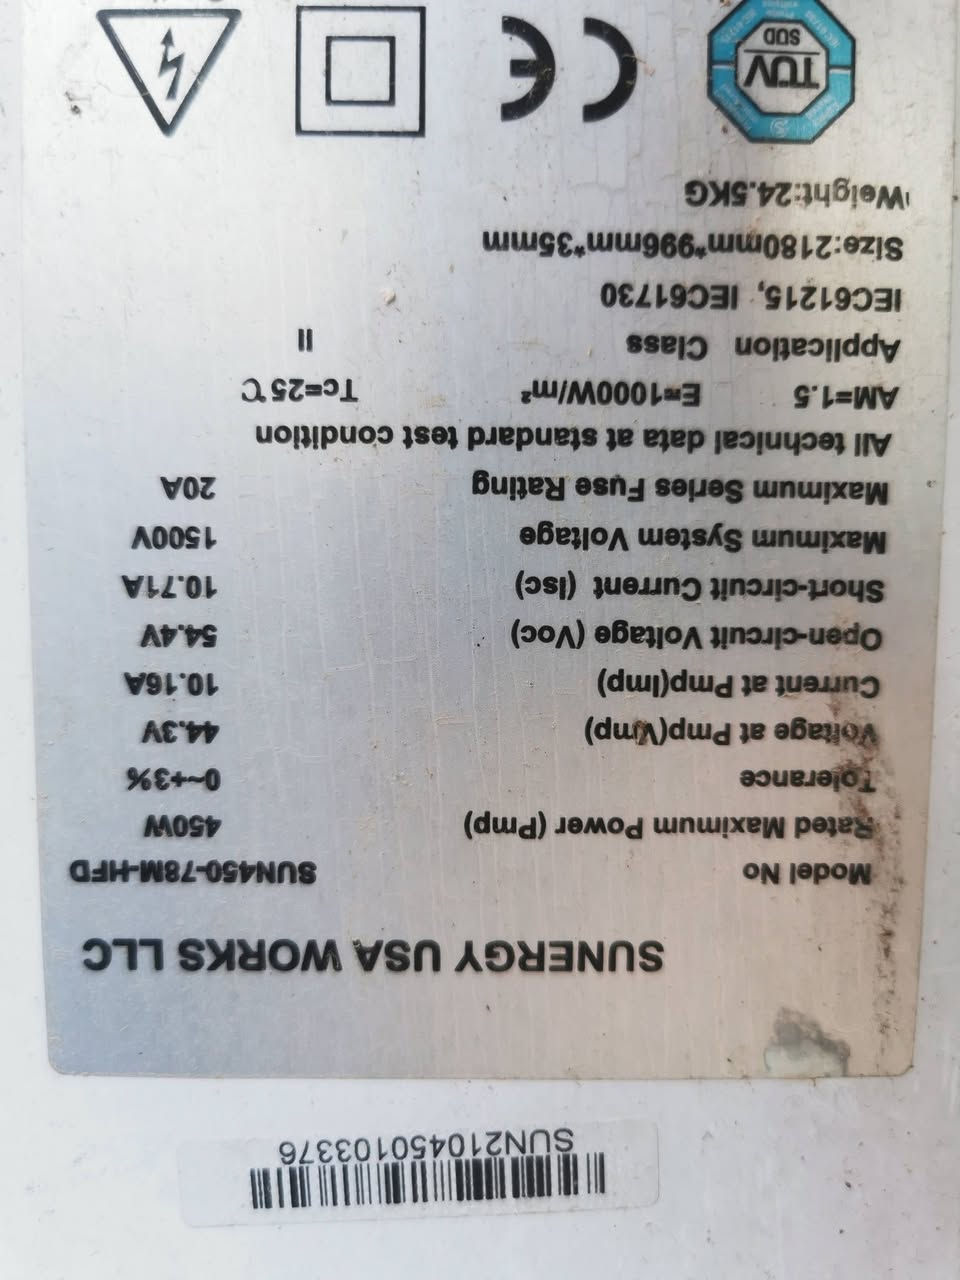 SUN210450103376
SUNERGY USA WORKS LLC
Model No SUN450-78M-HFD
Rated Maximum Power (Pmp) 450W
Tolerance 0~+3%
Voltage at Pmp(Vmp) 44.3V
Current at Pmp(Imp) 10.16A
Open-circuit Voltage (Voc) 54.4V
Short-circuit Current (Isc) 10.71A
Maximum System Voltage 1500V
Maximum Series Fuse Rating 20A
All technical data at standard test condition
AM=1.5 E=1000W/m² Tc=25℃
Application Class II
IEC61215, IEC61730
Size:2180mm*996mm*35mm
Weight:24.5KG
TÜV
SÜD
CE